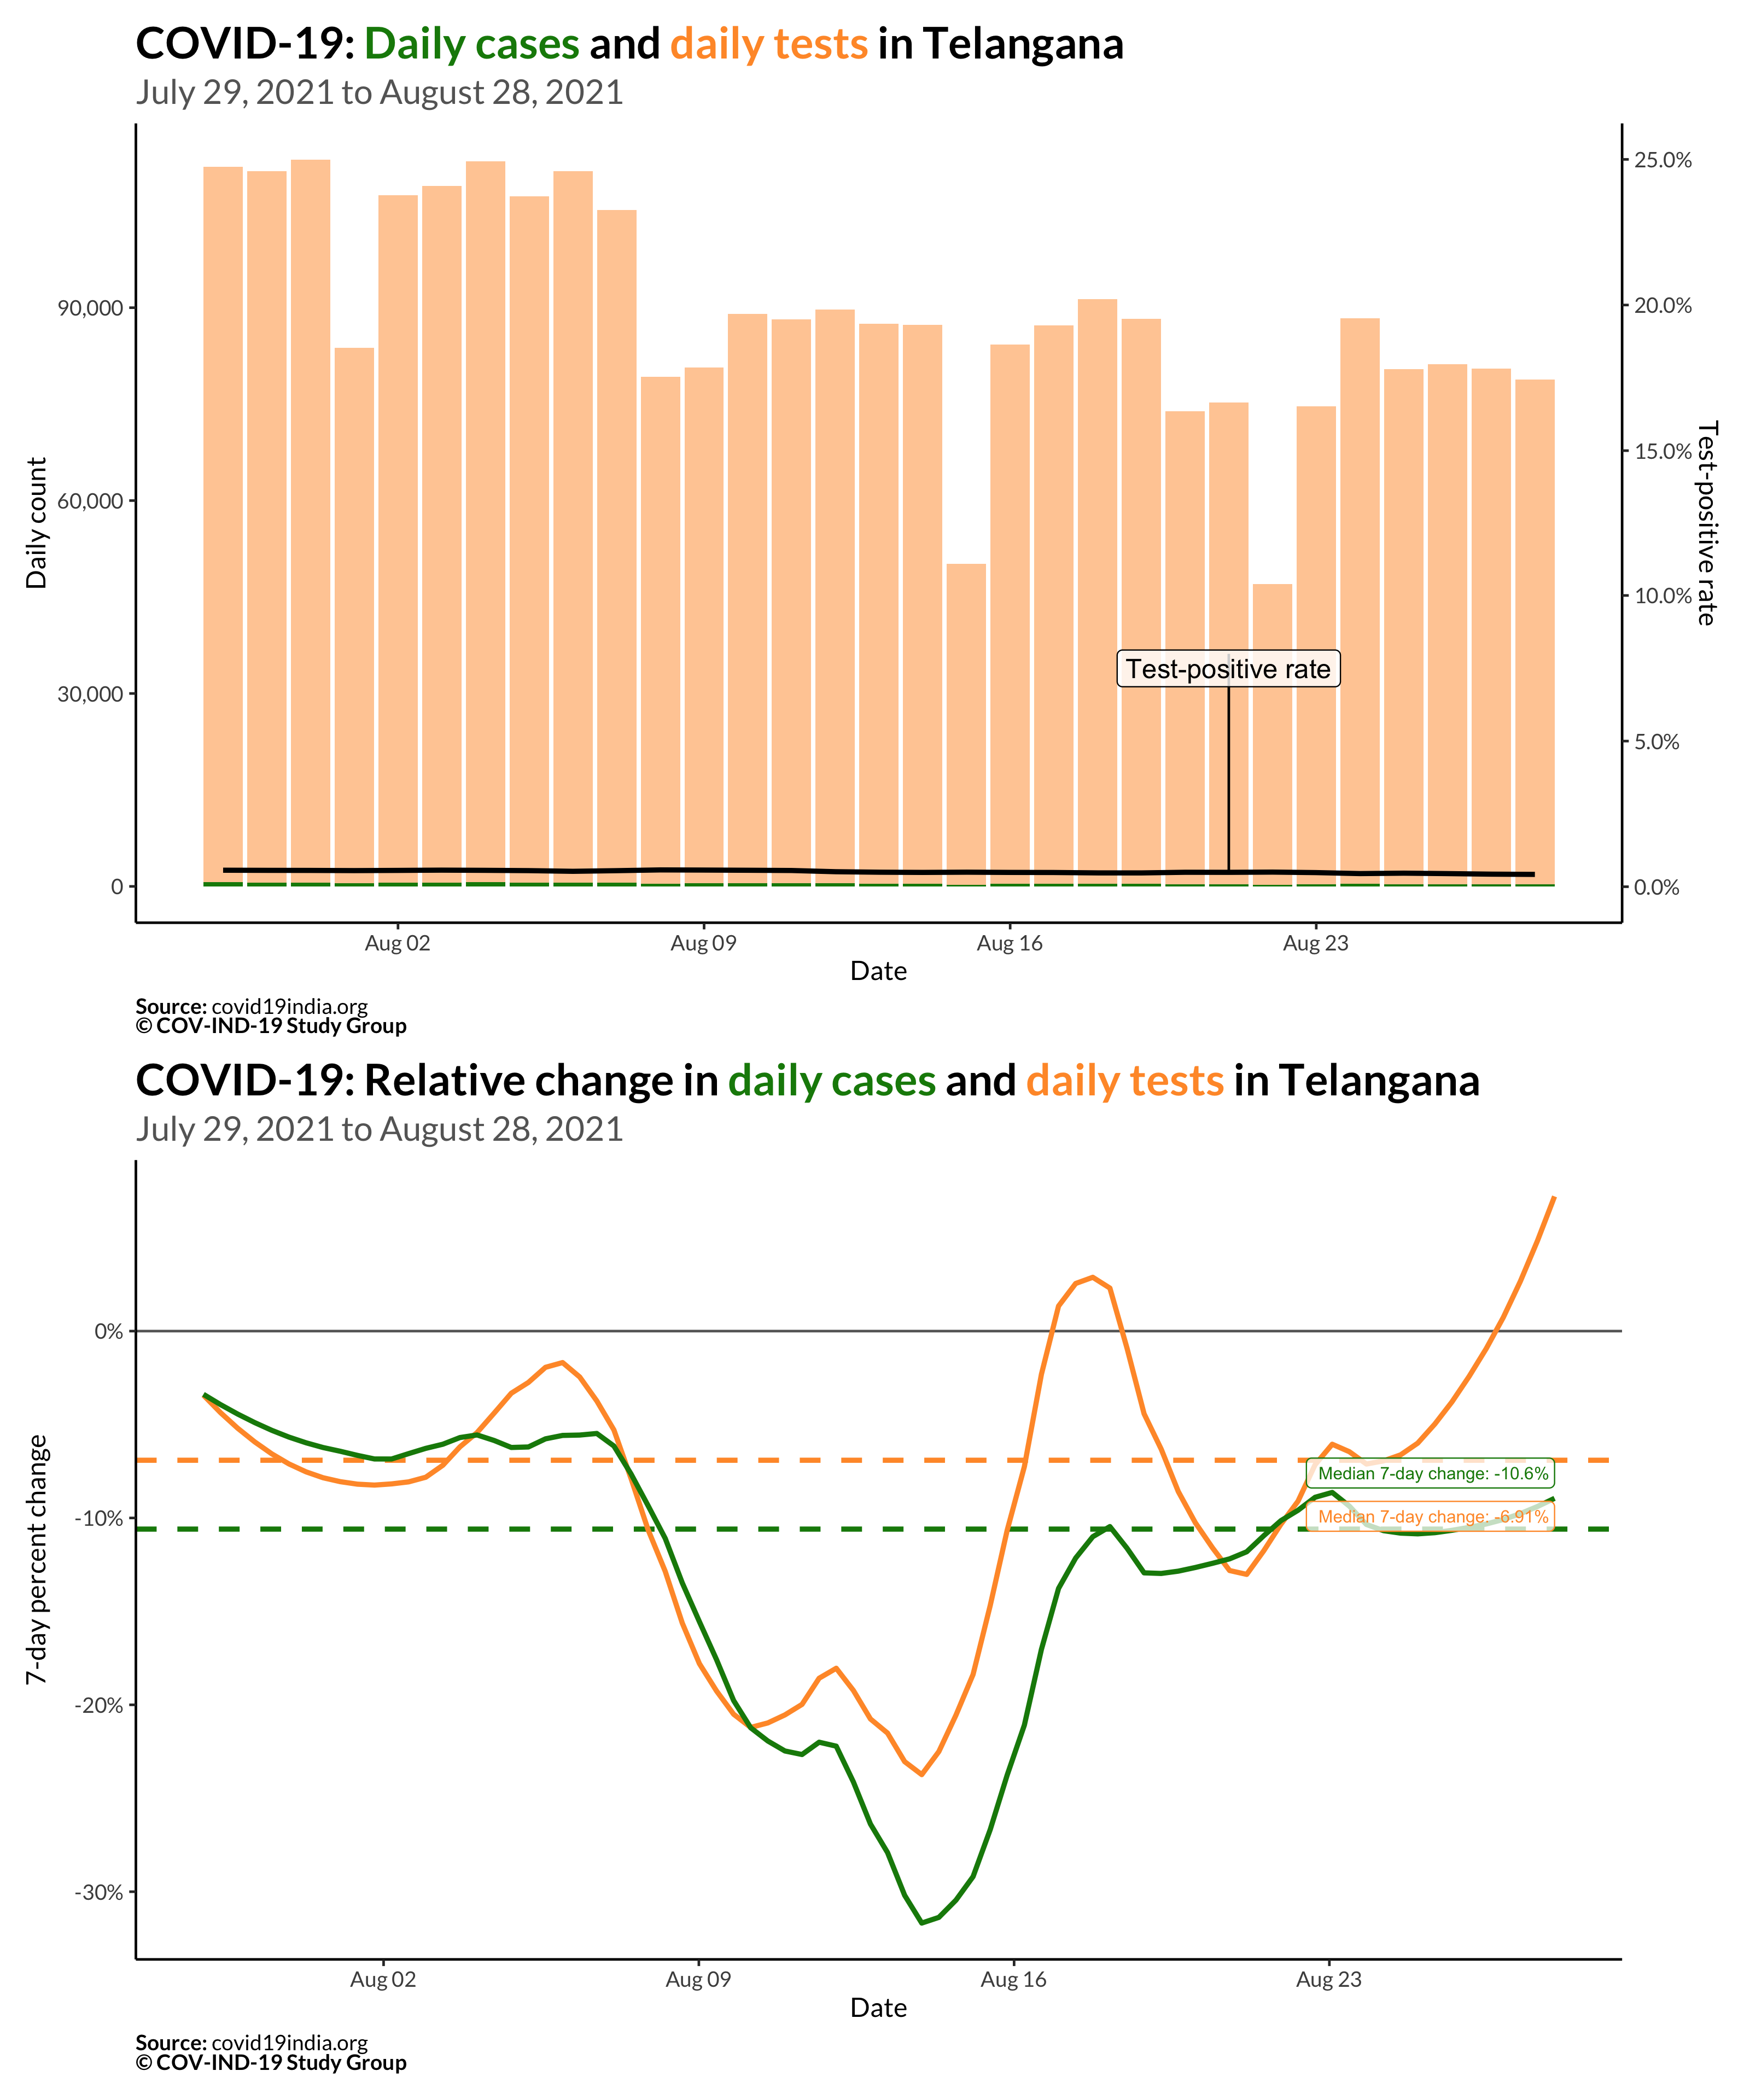 COVID-19: Daily cases and daily tests in Telangana
July 29, 2021 to August 28, 2021
25.0%
20.0%
15.0%
10.0%
5.0%
0.0%
90,000
60,000
30,000
0
Daily count
Test-positive rate
Test-positive rate
Aug 02
Aug 09
Aug 16
Aug 23
Date
Source: covid19india.org
© COV-IND-19 Study Group
COVID-19: Relative change in daily cases and daily tests in Telangana
July 29, 2021 to August 28, 2021
0%
-10%
-20%
-30%
7-day percent change
Median 7-day change: -10.6%
Median 7-day change: -6.91%
Aug 02
Aug 09
Aug 16
Aug 23
Date
Source: covid19india.org
© COV-IND-19 Study Group